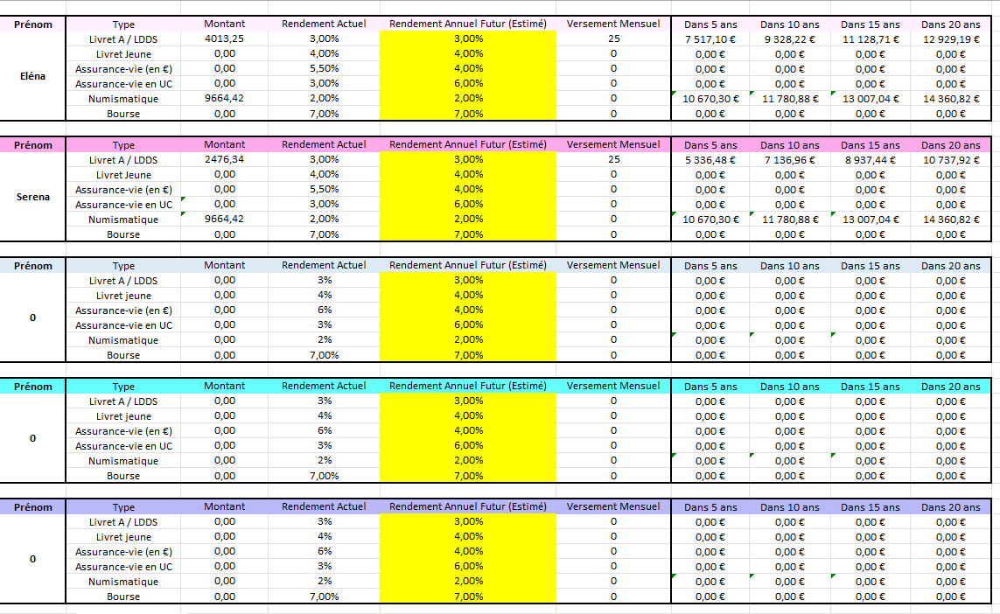 Prénom Type Montant Rendement Actuel Rendement Annuel Futur (Estimé) Versement Mensuel Dans 5 ans Dans 10 ans Dans 15 ans Dans 20 ans
Livret A / LDDS 4013,25 3,00% 3,00% 25 7 517,10 € 9 328,22 € 11 128,71 € 12 929,19 €
Livret Jeune 0,00 4,00% 4,00% 0 0,00 € 0,00 € 0,00 € 0,00 €
Assurance-vie (en €) 0,00 5,50% 4,00% 0 0,00 € 0,00 € 0,00 € 0,00 €
Eléna
Assurance-vie en UC 0,00 3,00% 6,00% 0 0,00 € 0,00 € 0,00 € 0,00 €
Numismatique 9664,42 2,00% 2,00% 0 10 670,30 € 11 780,88 € 13 007,04 € 14 360,82 €
Bourse 0,00 7,00% 7,00% 0 0,00 € 0,00 € 0,00 € 0,00 €
Prénom Type Montant Rendement Actuel Rendement Annuel Futur (Estimé) Versement Mensuel Dans 5 ans Dans 10 ans Dans 15 ans Dans 20 ans
Livret A / LDDS 2476,34 3,00% 3,00% 25 5 336,48 € 7 136,96 € 8 937,44 € 10 737,92 €
Livret Jeune 0,00 4,00% 4,00% 0 0,00 € 0,00 € 0,00 € 0,00 €
Assurance-vie (en €) 0,00 5,50% 4,00% 0 0,00 € 0,00 € 0,00 € 0,00 €
Serena
Assurance-vie en UC 0,00 3,00% 6,00% 0 0,00 € 0,00 € 0,00 € 0,00 €
Numismatique 9664,42 2,00% 2,00% 0 10 670,30 € 11 780,88 € 13 007,04 € 14 360,82 €
Bourse 0,00 7,00% 7,00% 0 0,00 € 0,00 € 0,00 € 0,00 €
Prénom Type Montant Rendement Actuel Rendement Annuel Futur (Estimé) Versement Mensuel Dans 5 ans Dans 10 ans Dans 15 ans Dans 20 ans
Livret A / LDDS 0,00 3% 3,00% 0 0,00 € 0,00 € 0,00 € 0,00 €
Livret jeune 0,00 4% 4,00% 0 0,00 € 0,00 € 0,00 € 0,00 €
Assurance-vie (en €) 0,00 6% 4,00% 0 0,00 € 0,00 € 0,00 € 0,00 €
0
Assurance-vie en UC 0,00 3% 6,00% 0 0,00 € 0,00 € 0,00 € 0,00 €
Numismatique 0,00 2% 2,00% 0 0,00 € 0,00 € 0,00 € 0,00 €
Bourse 0,00 7,00% 7,00% 0 0,00 € 0,00 € 0,00 € 0,00 €
Prénom Type Montant Rendement Actuel Rendement Annuel Futur (Estimé) Versement Mensuel Dans 5 ans Dans 10 ans Dans 15 ans Dans 20 ans
Livret A / LDDS 0,00 3% 3,00% 0 0,00 € 0,00 € 0,00 € 0,00 €
Livret jeune 0,00 4% 4,00% 0 0,00 € 0,00 € 0,00 € 0,00 €
Assurance-vie (en €) 0,00 6% 4,00% 0 0,00 € 0,00 € 0,00 € 0,00 €
0
Assurance-vie en UC 0,00 3% 6,00% 0 0,00 € 0,00 € 0,00 € 0,00 €
Numismatique 0,00 2% 2,00% 0 0,00 € 0,00 € 0,00 € 0,00 €
Bourse 0,00 7,00% 7,00% 0 0,00 € 0,00 € 0,00 € 0,00 €
Prénom Type Montant Rendement Actuel Rendement Annuel Futur (Estimé) Versement Mensuel Dans 5 ans Dans 10 ans Dans 15 ans Dans 20 ans
Livret A / LDDS 0,00 3% 3,00% 0 0,00 € 0,00 € 0,00 € 0,00 €
Livret jeune 0,00 4% 4,00% 0 0,00 € 0,00 € 0,00 € 0,00 €
Assurance-vie (en €) 0,00 6% 4,00% 0 0,00 € 0,00 € 0,00 € 0,00 €
0
Assurance-vie en UC 0,00 3% 6,00% 0 0,00 € 0,00 € 0,00 € 0,00 €
Numismatique 0,00 2% 2,00% 0 0,00 € 0,00 € 0,00 € 0,00 €
Bourse 0,00 7,00% 7,00% 0 0,00 € 0,00 € 0,00 € 0,00 €